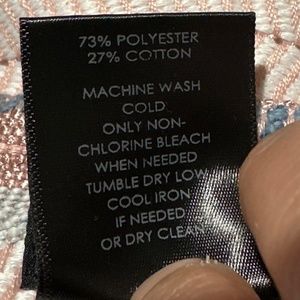 73% POLYESTER
27% COTTON
MACHINE WASH
COLD
ONLY NON-
CHLORINE BLEACH
WHEN NEEDED
TUMBLE DRY LOW
COOL IRON
IF NEEDED
OR DRY CLEAN